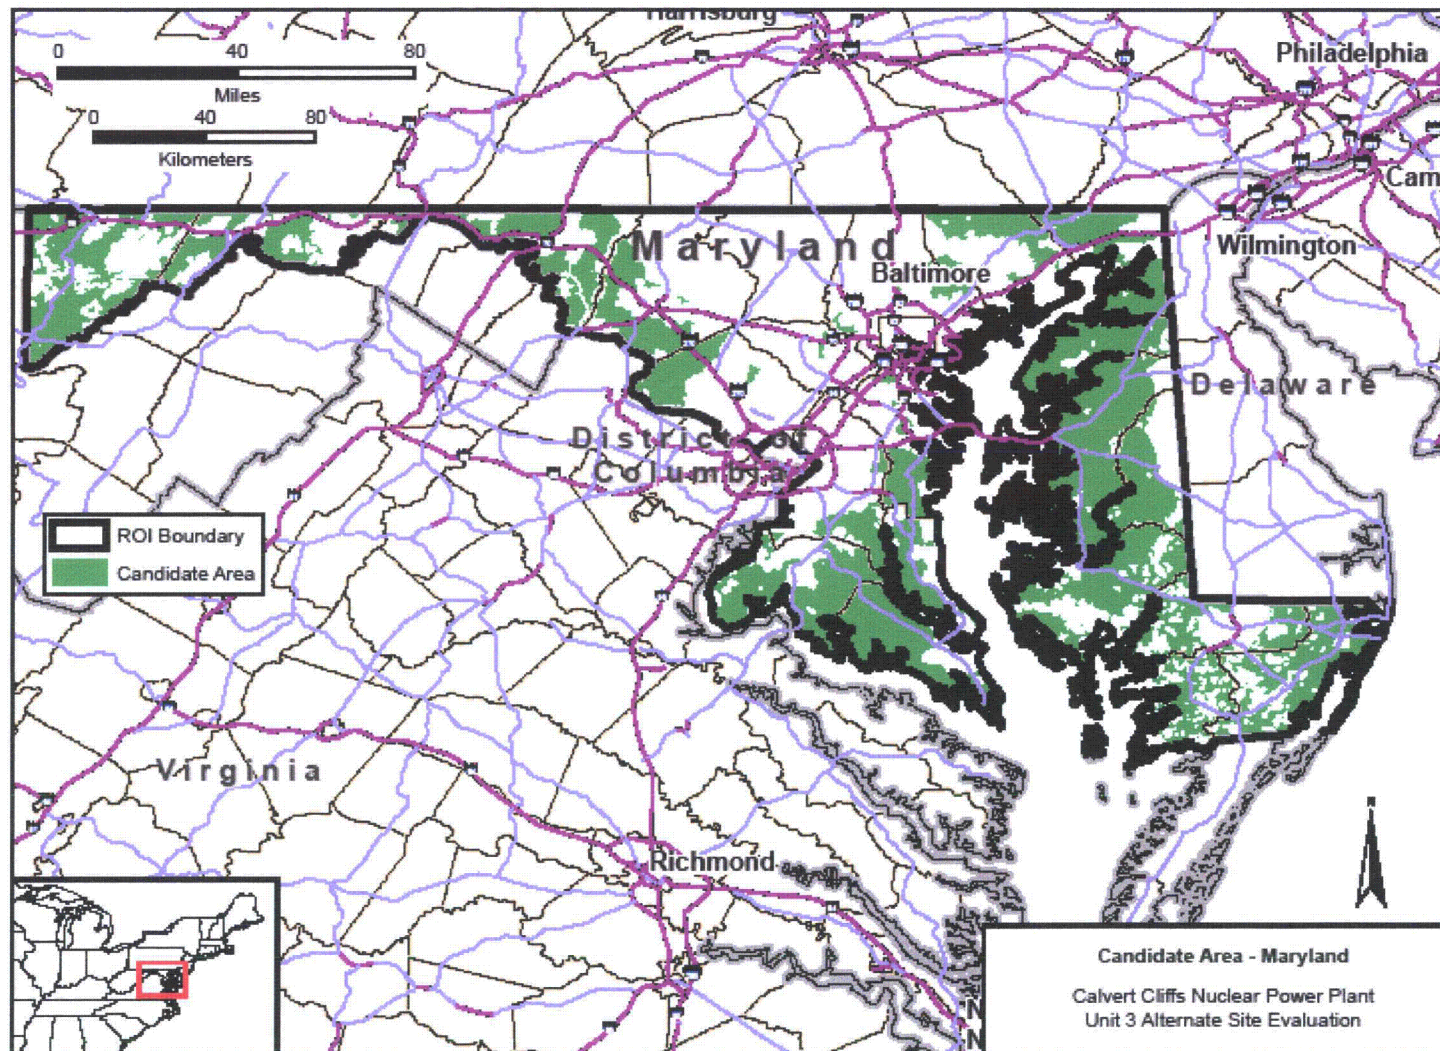 Harrisburg
0 40 80
Miles
0 40 80
Kilometers
Philadelphia
Cam
Wilmington
Maryland
Baltimore
Delaware
District of
Columbia
ROI Boundary
Candidate Area
Virginia
Richmond
N
N
N
Candidate Area - Maryland
Calvert Cliffs Nuclear Power Plant
Unit 3 Alternate Site Evaluation